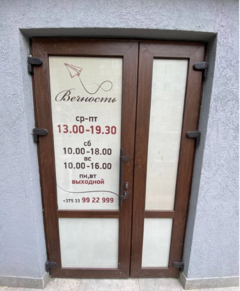 Вечность
ср-пт
13.00-19.30
сб
10.00-18.00
вс
10.00-16.00
пн,вт
ВЫХОДНОЙ
+375 33 99 22 999